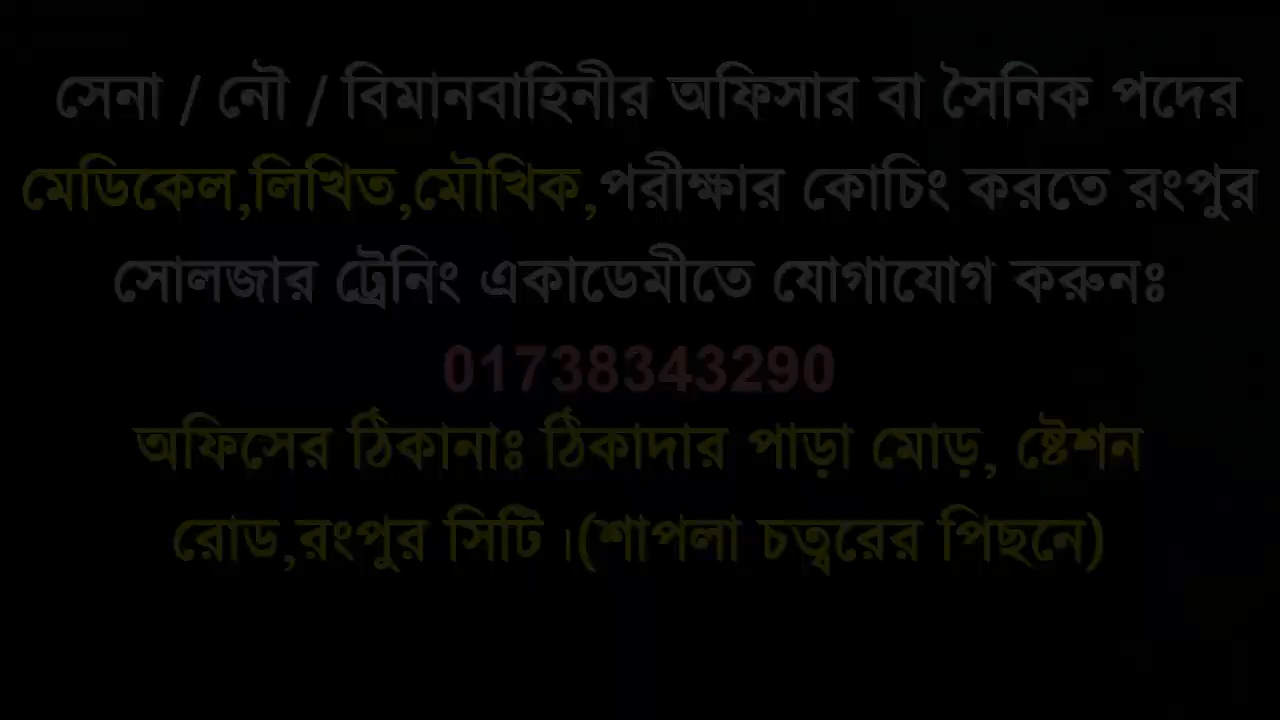 সেনা / নৌ / বিমানবাহিনীর অফিসার বা সৈনিক পদের
মেডিকেল,লিখিত,মৌখিক,পরীক্ষার কোচিং করতে রংপুর
সোলজার ট্রেনিং একাডেমীতে যোগাযোগ করুনঃ
01738343290
অফিসের ঠিকানাঃ ঠিকাদার পাড়া মোড়, ষ্টেশন
রোড,রংপুর সিটি ।(শাপলা চত্বরের পিছনে)